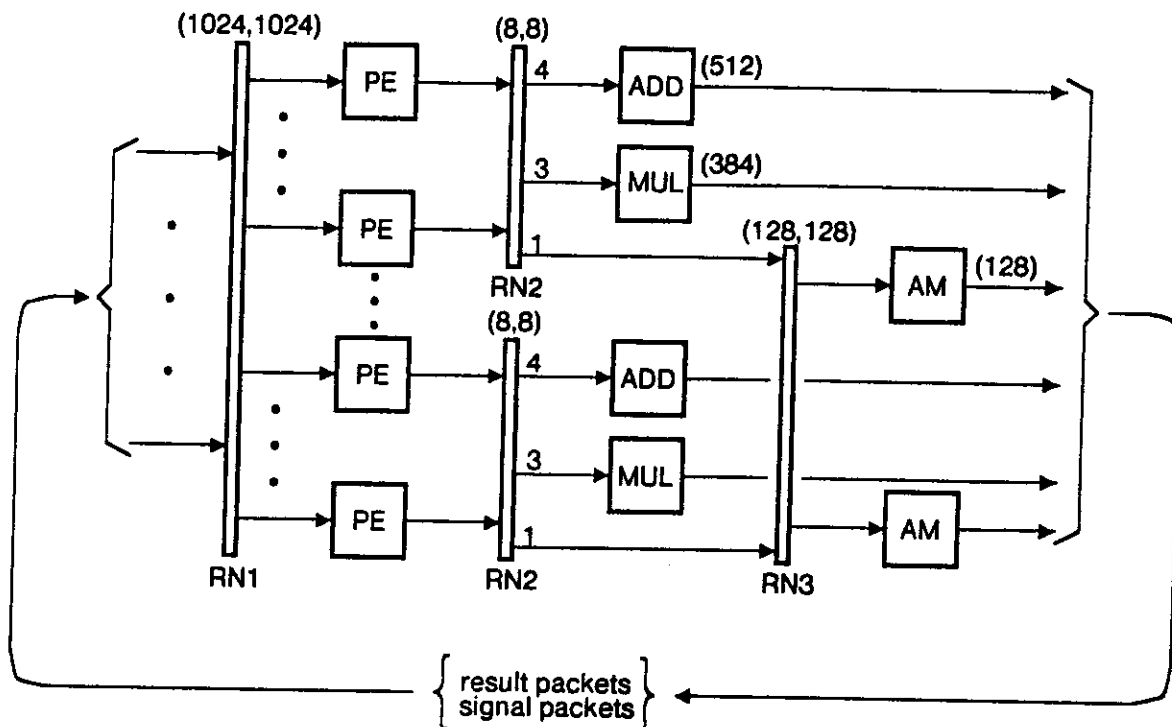 (1024,1024)
(8,8)
PE
4
ADD
(512)
3
MUL
(384)
PE
1
(128,128)
RN2
AM
(128)
(8,8)
PE
4
ADD
3
MUL
PE
1
AM
RN1
RN2
RN3
result packets
signal packets